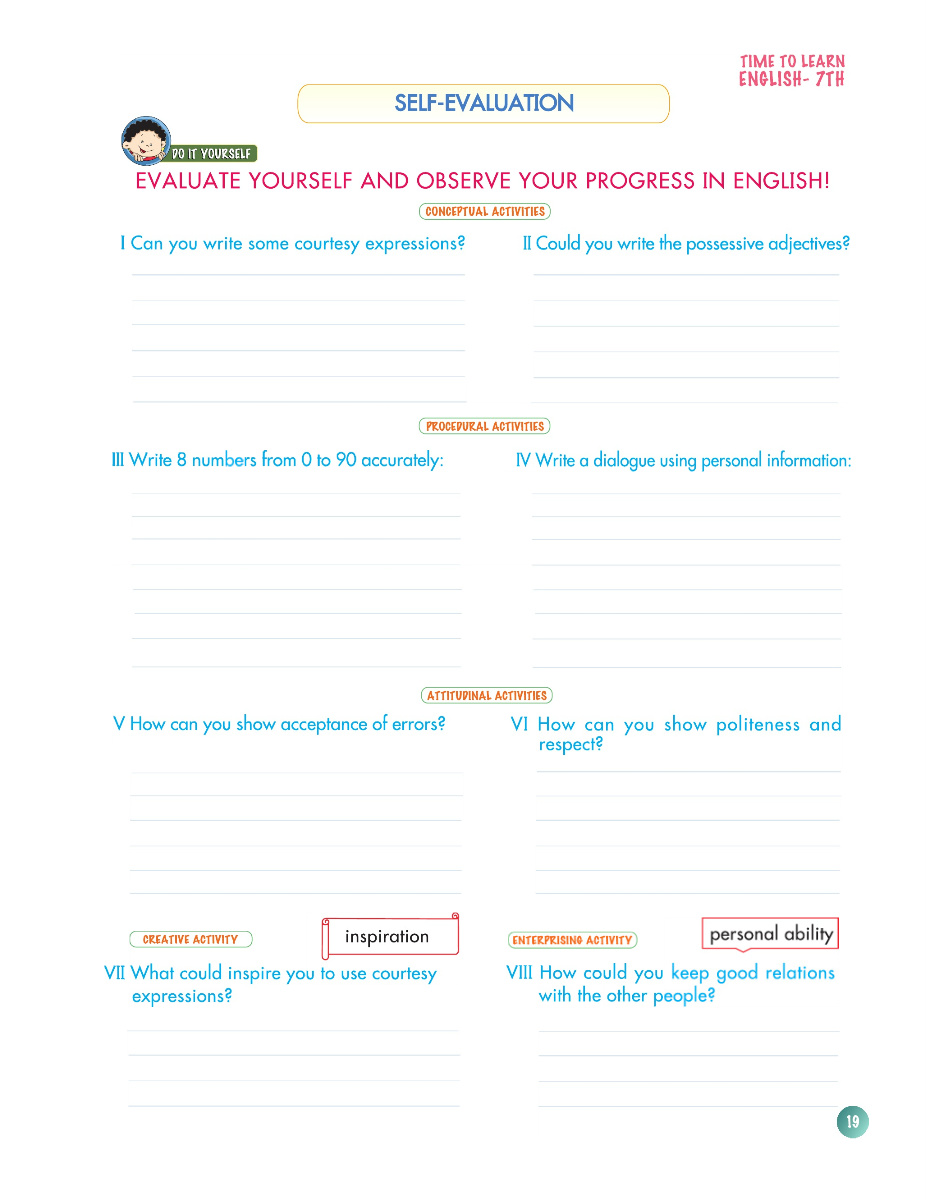 TIME TO LEARN
ENGLISH- 7TH
SELF-EVALUATION
DO IT YOURSELF
EVALUATE YOURSELF AND OBSERVE YOUR PROGRESS IN ENGLISH!
CONCEPTUAL ACTIVITIES
I Can you write some courtesy expressions?
II Could you write the possessive adjectives?
PROCEDURAL ACTIVITIES
III Write 8 numbers from 0 to 90 accurately:
IV Write a dialogue using personal information:
ATTITUDINAL ACTIVITIES
V How can you show acceptance of errors?
VI How can you show politeness and
respect?
CREATIVE ACTIVITY
inspiration
VII What could inspire you to use courtesy
expressions?
ENTERPRISING ACTIVITY
personal ability
VIII How could you keep good relations
with the other people?
19